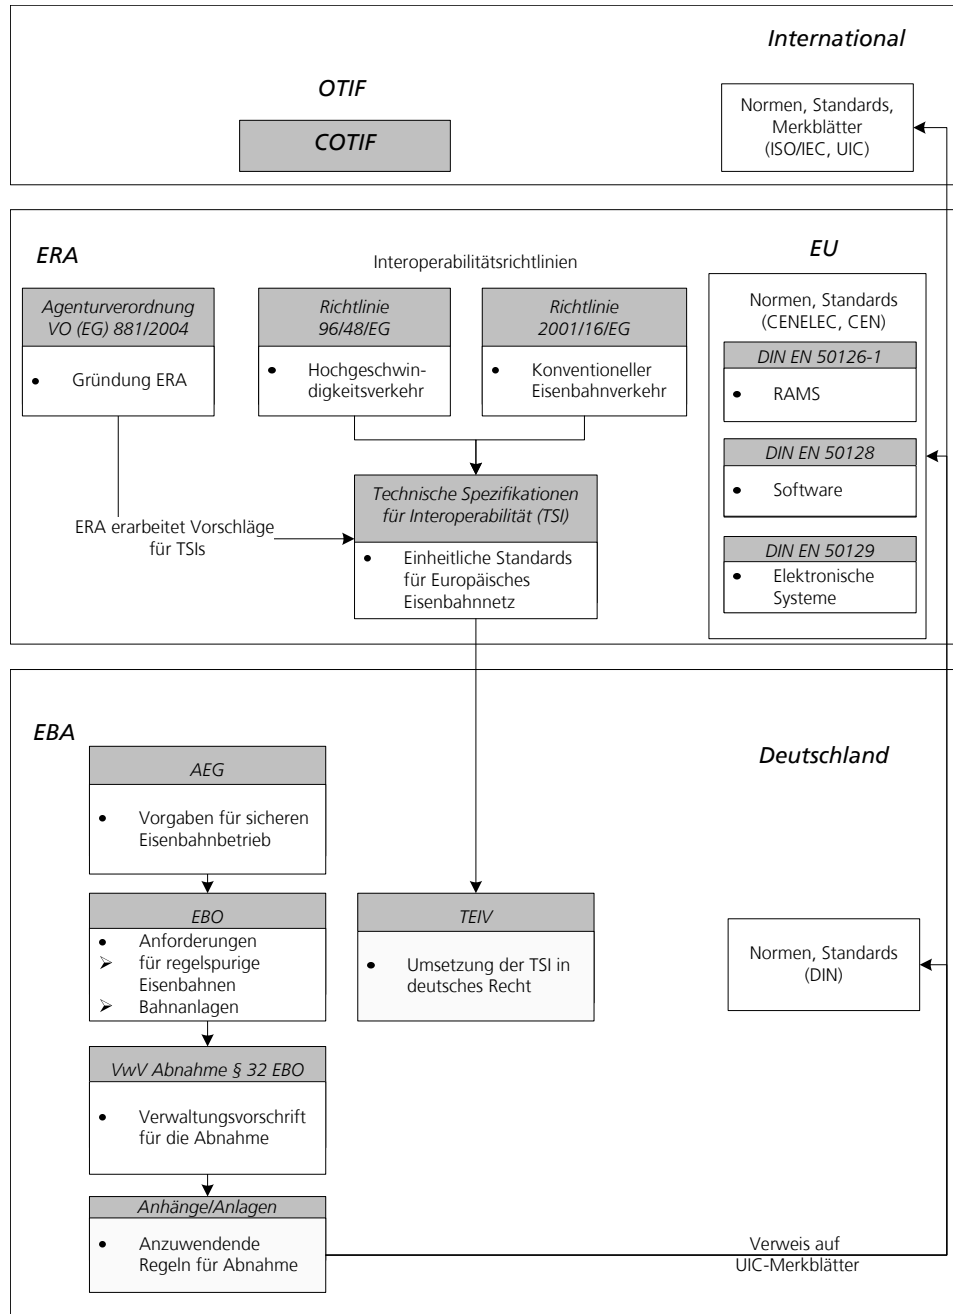 International
OTIF
COTIF
Normen, Standards,
Merkblätter
(ISO/IEC, UIC)
ERA
Interoperabilitätsrichtlinien
EU
Agenturverordnung
VO (EG) 881/2004
• Gründung ERA
Richtlinie
96/48/EG
• Hochgeschwin-
digkeitsverkehr
Richtlinie
2001/16/EG
• Konventioneller
Eisenbahnverkehr
Normen, Standards
(CENELEC, CEN)
DIN EN 50126-1
• RAMS
DIN EN 50128
• Software
DIN EN 50129
• Elektronische
Systeme
Technische Spezifikationen
für Interoperabilität (TSI)
• Einheitliche Standards
für Europäisches
Eisenbahnnetz
ERA erarbeitet Vorschläge
für TSIs
EBA
Deutschland
AEG
• Vorgaben für sicheren
Eisenbahnbetrieb
EBO
• Anforderungen
➢ für regelspurige
Eisenbahnen
➢ Bahnanlagen
TEIV
• Umsetzung der TSI in
deutsches Recht
Normen, Standards
(DIN)
VwV Abnahme § 32 EBO
• Verwaltungsvorschrift
für die Abnahme
Anhänge/Anlagen
• Anzuwendende
Regeln für Abnahme
Verweis auf
UIC-Merkblätter